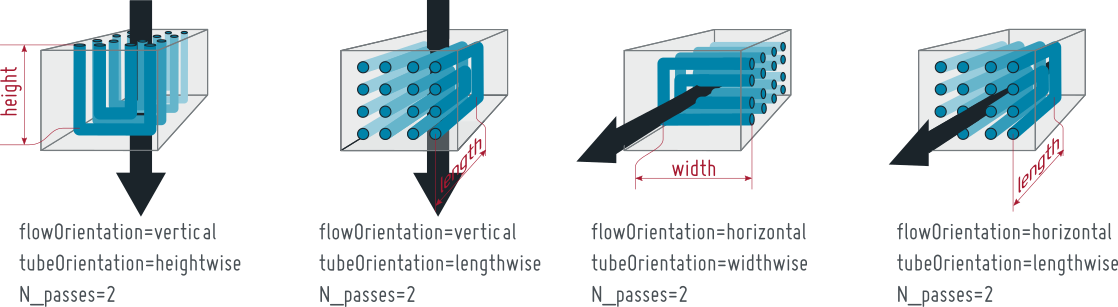 height
length
width
length
flowOrientation=vertical
tubeOrientation=heightwise
N_passes=2
flowOrientation=vertical
tubeOrientation=lengthwise
N_passes=2
flowOrientation=horizontal
tubeOrientation=widthwise
N_passes=2
flowOrientation=horizontal
tubeOrientation=lengthwise
N_passes=2